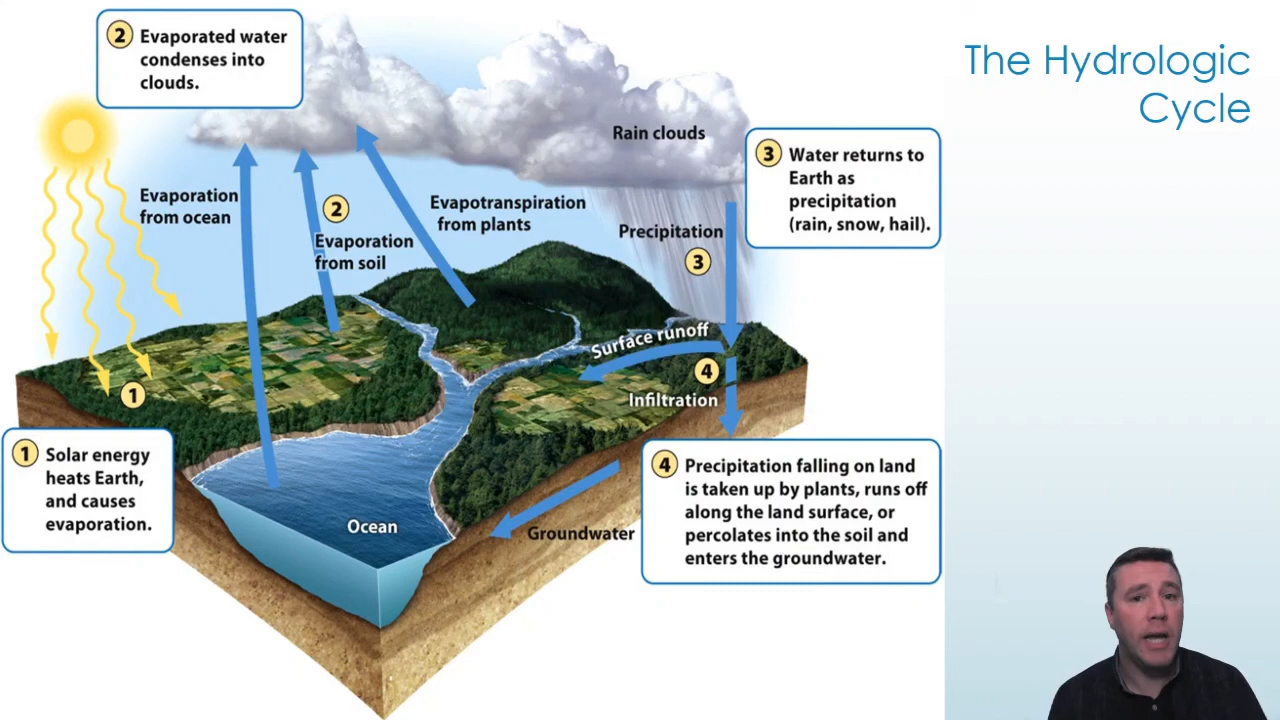 The Hydrologic
Cycle
2 Evaporated water
condenses into
clouds.
Rain clouds
3 Water returns to
Earth as
precipitation
(rain, snow, hail).
Evaporation
from ocean
2
Evaporation
from soil
Evapotranspiration
from plants
Precipitation
3
Surface runoff
4
Infiltration
1
1 Solar energy
heats Earth,
and causes
evaporation.
Ocean
Groundwater
4 Precipitation falling on land
is taken up by plants, runs off
along the land surface, or
percolates into the soil and
enters the groundwater.